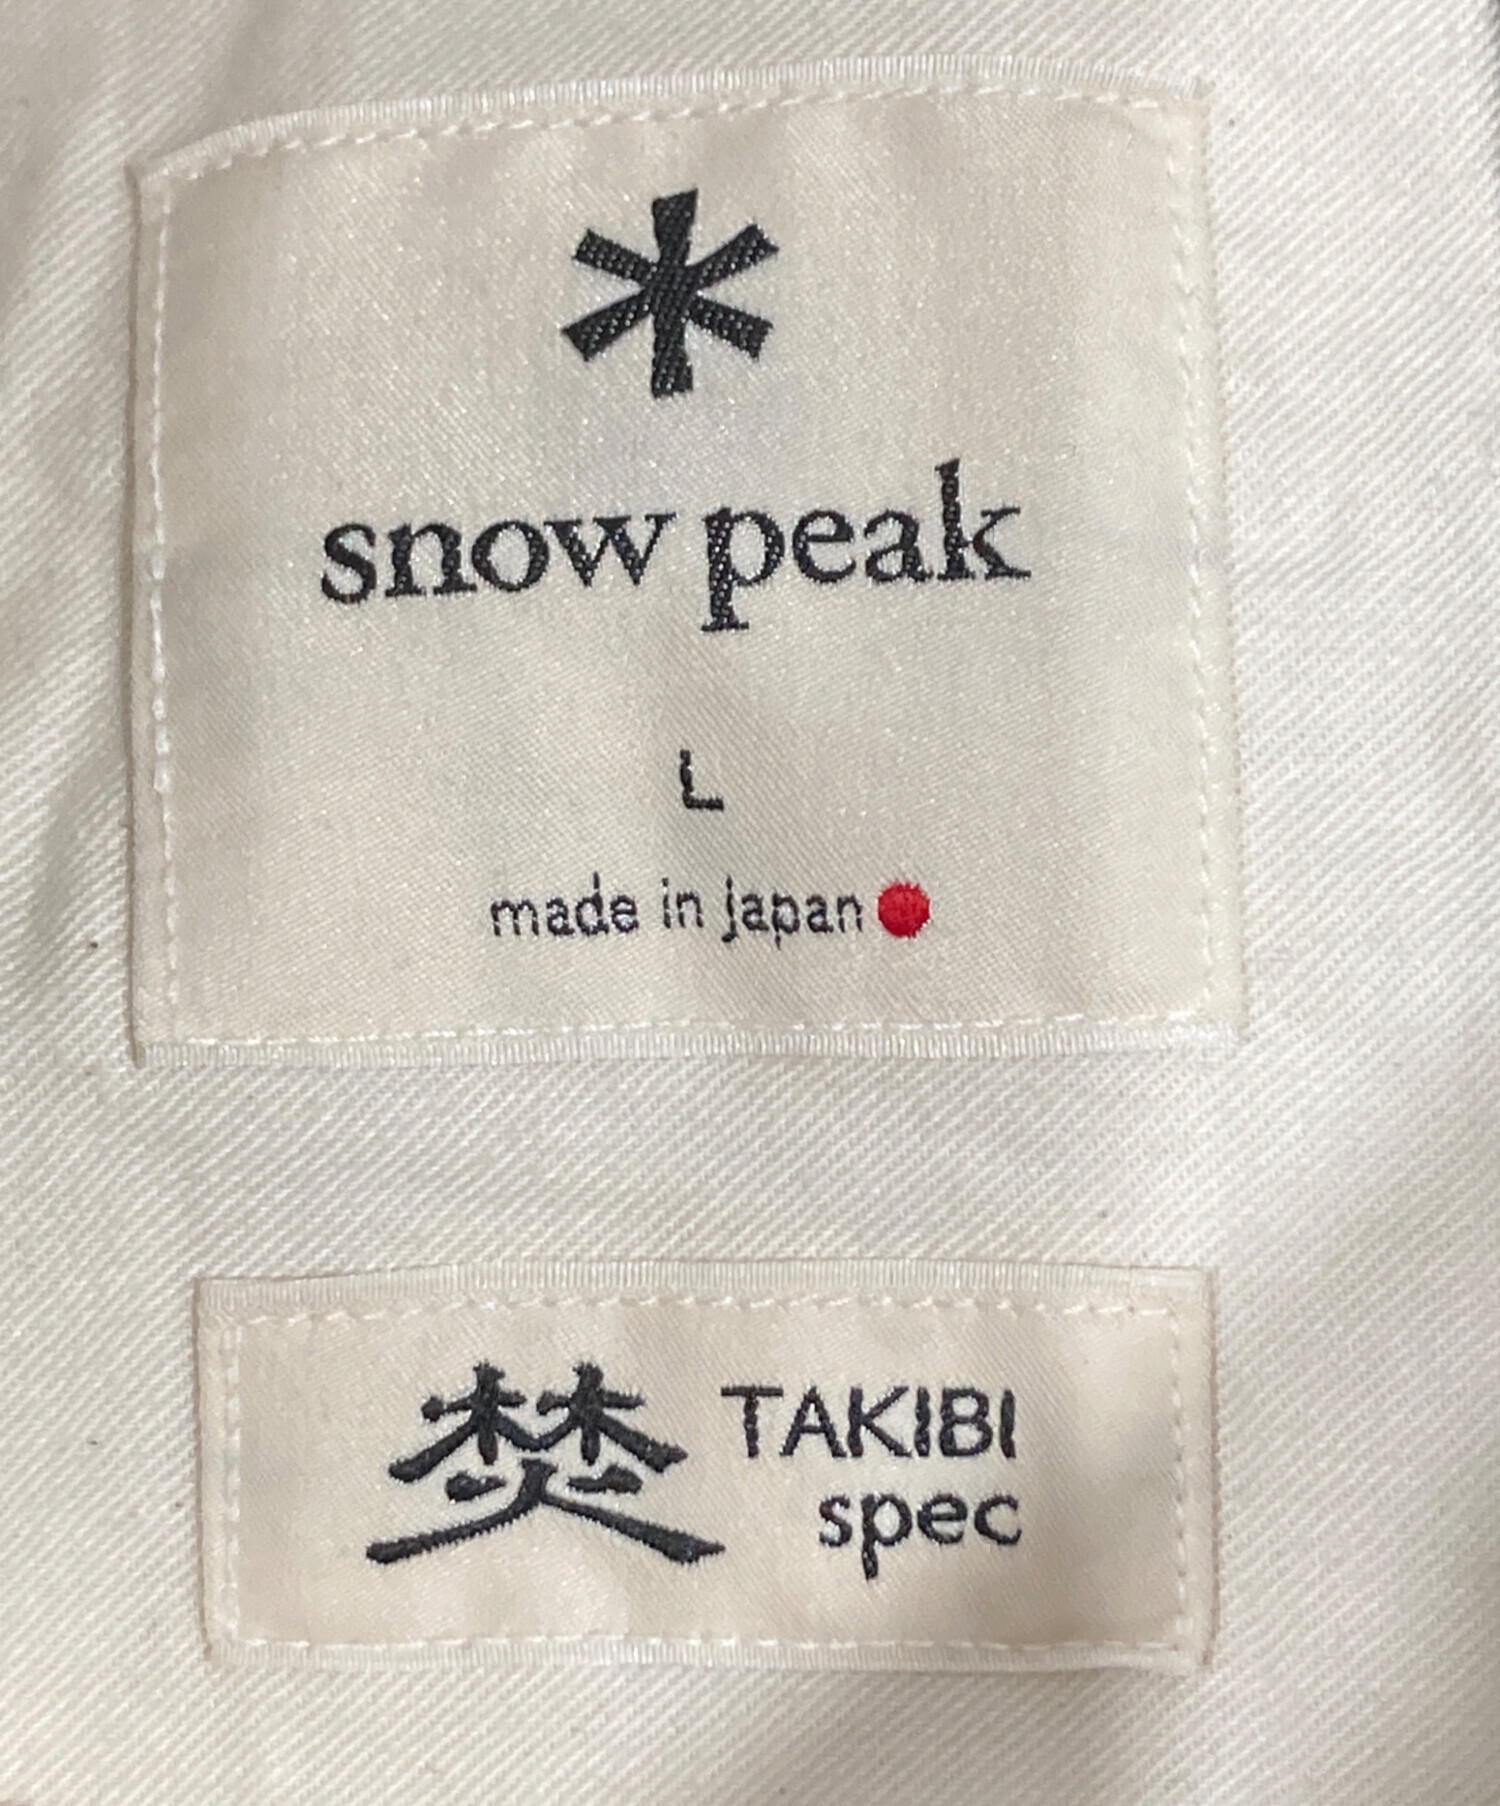 snow peak
L
made in japan
焚 TAKIBI
spec